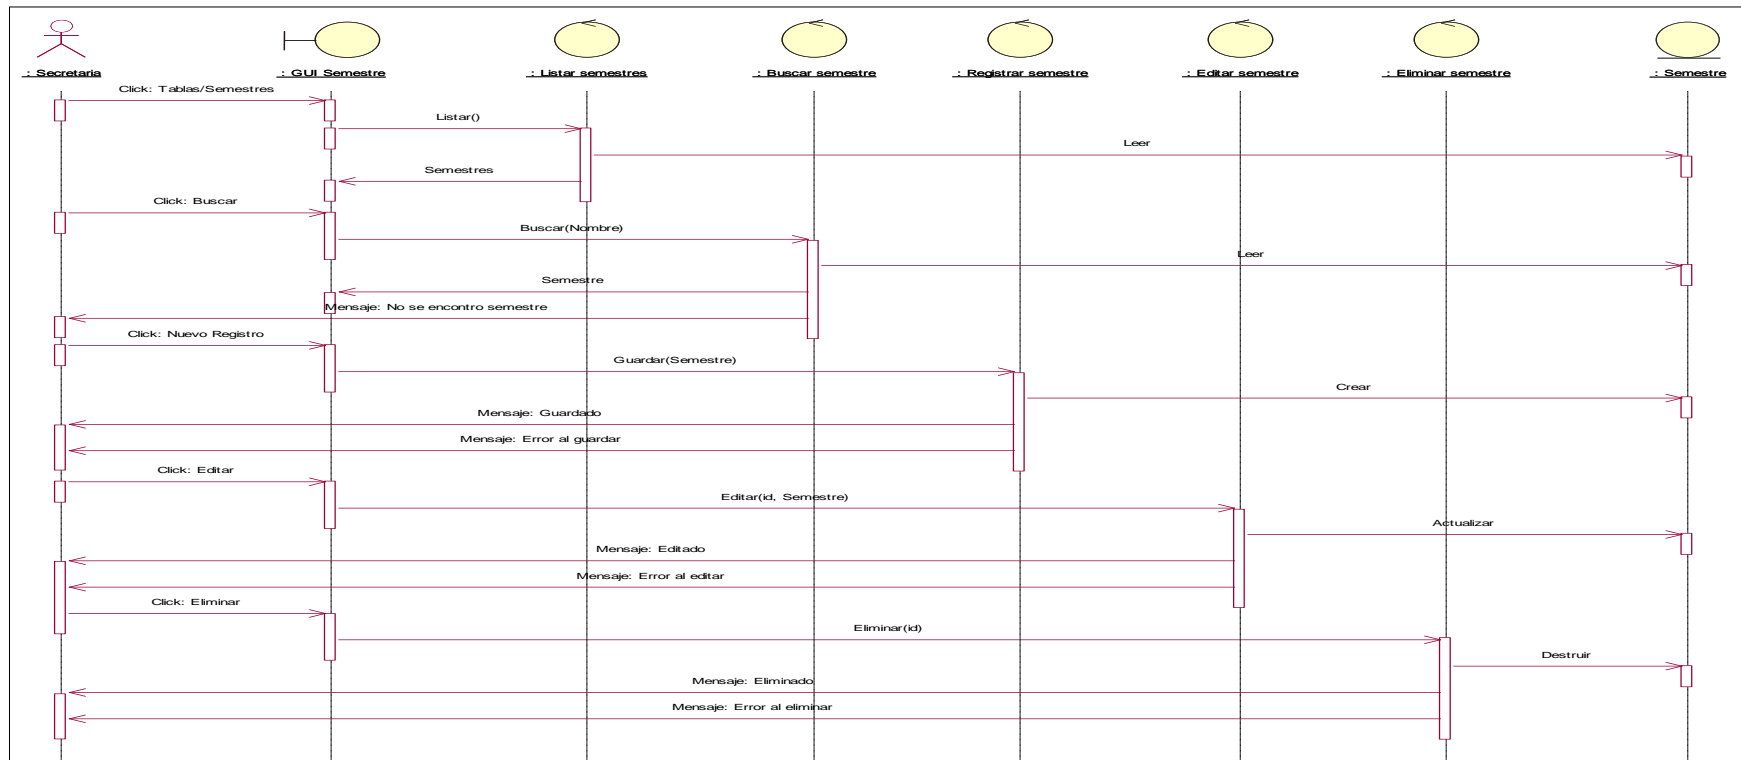 : Secretaria
: GUI Semestre
: Listar semestres
: Buscar semestre
: Registrar semestre
: Editar semestre
: Eliminar semestre
: Semestre
Click: Tablas/Semestres
Listar()
Leer
Semestres
Click: Buscar
Buscar(Nombre)
Leer
Semestre
Mensaje: No se encontro semestre
Click: Nuevo Registro
Guardar(Semestre)
Crear
Mensaje: Guardado
Mensaje: Error al guardar
Click: Editar
Editar(id, Semestre)
Actualizar
Mensaje: Editado
Mensaje: Error al editar
Click: Eliminar
Eliminar(id)
Destruir
Mensaje: Eliminado
Mensaje: Error al eliminar